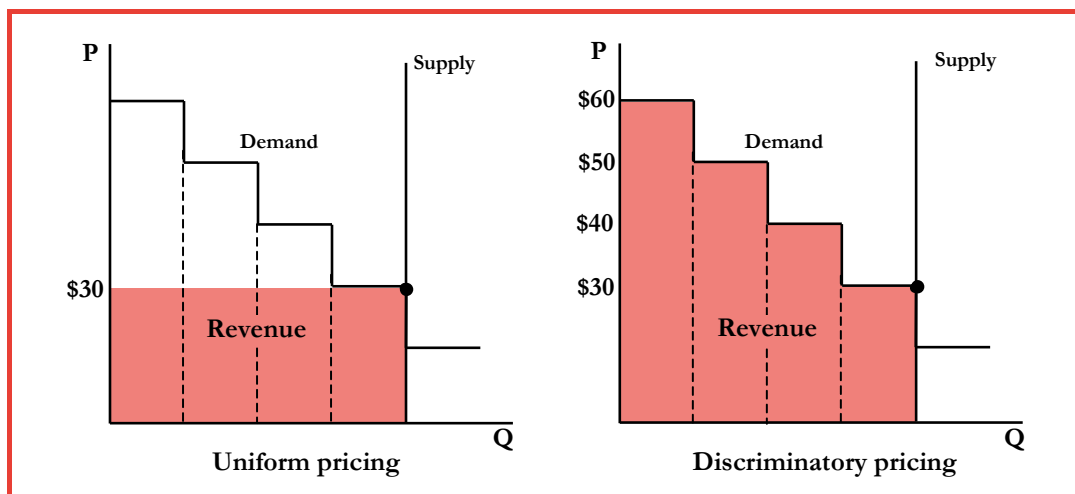 P
Supply
Demand
$30
Revenue
Q
Uniform pricing
P
Supply
$60
Demand
$50
$40
$30
Revenue
Q
Discriminatory pricing